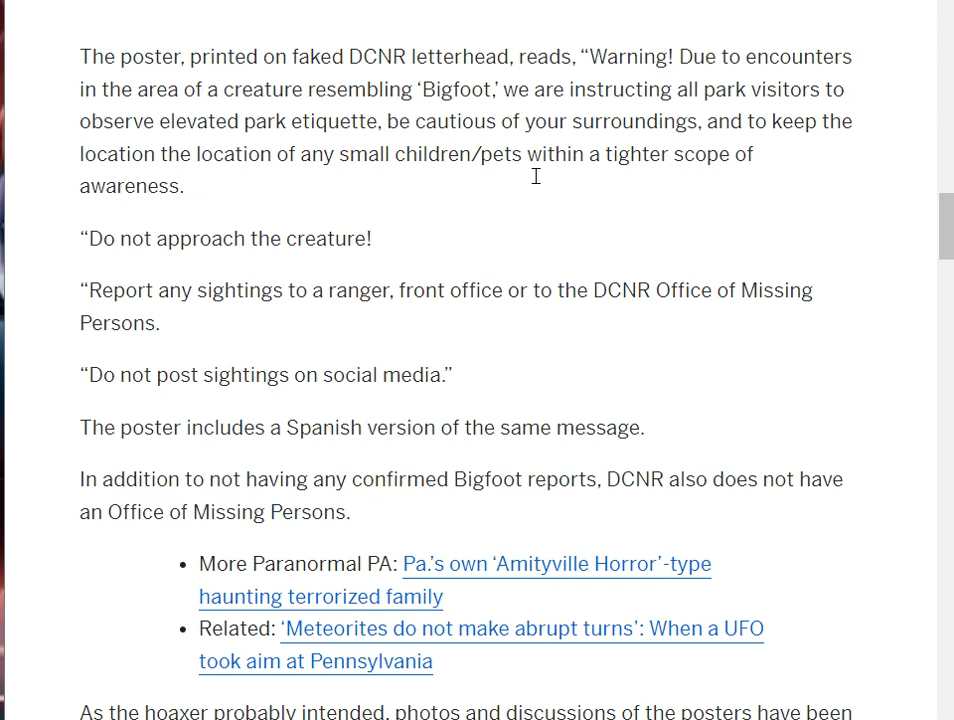 The poster, printed on faked DCNR letterhead, reads, “Warning! Due to encounters
in the area of a creature resembling ‘Bigfoot,’ we are instructing all park visitors to
observe elevated park etiquette, be cautious of your surroundings, and to keep the
location the location of any small children/pets within a tighter scope of
awareness.
“Do not approach the creature!
“Report any sightings to a ranger, front office or to the DCNR Office of Missing
Persons.
“Do not post sightings on social media.”
The poster includes a Spanish version of the same message.
In addition to not having any confirmed Bigfoot reports, DCNR also does not have
an Office of Missing Persons.
• More Paranormal PA: Pa.’s own ‘Amityville Horror’-type
haunting terrorized family
• Related: ‘Meteorites do not make abrupt turns’: When a UFO
took aim at Pennsylvania
As the hoaxer probably intended, photos and discussions of the posters have been